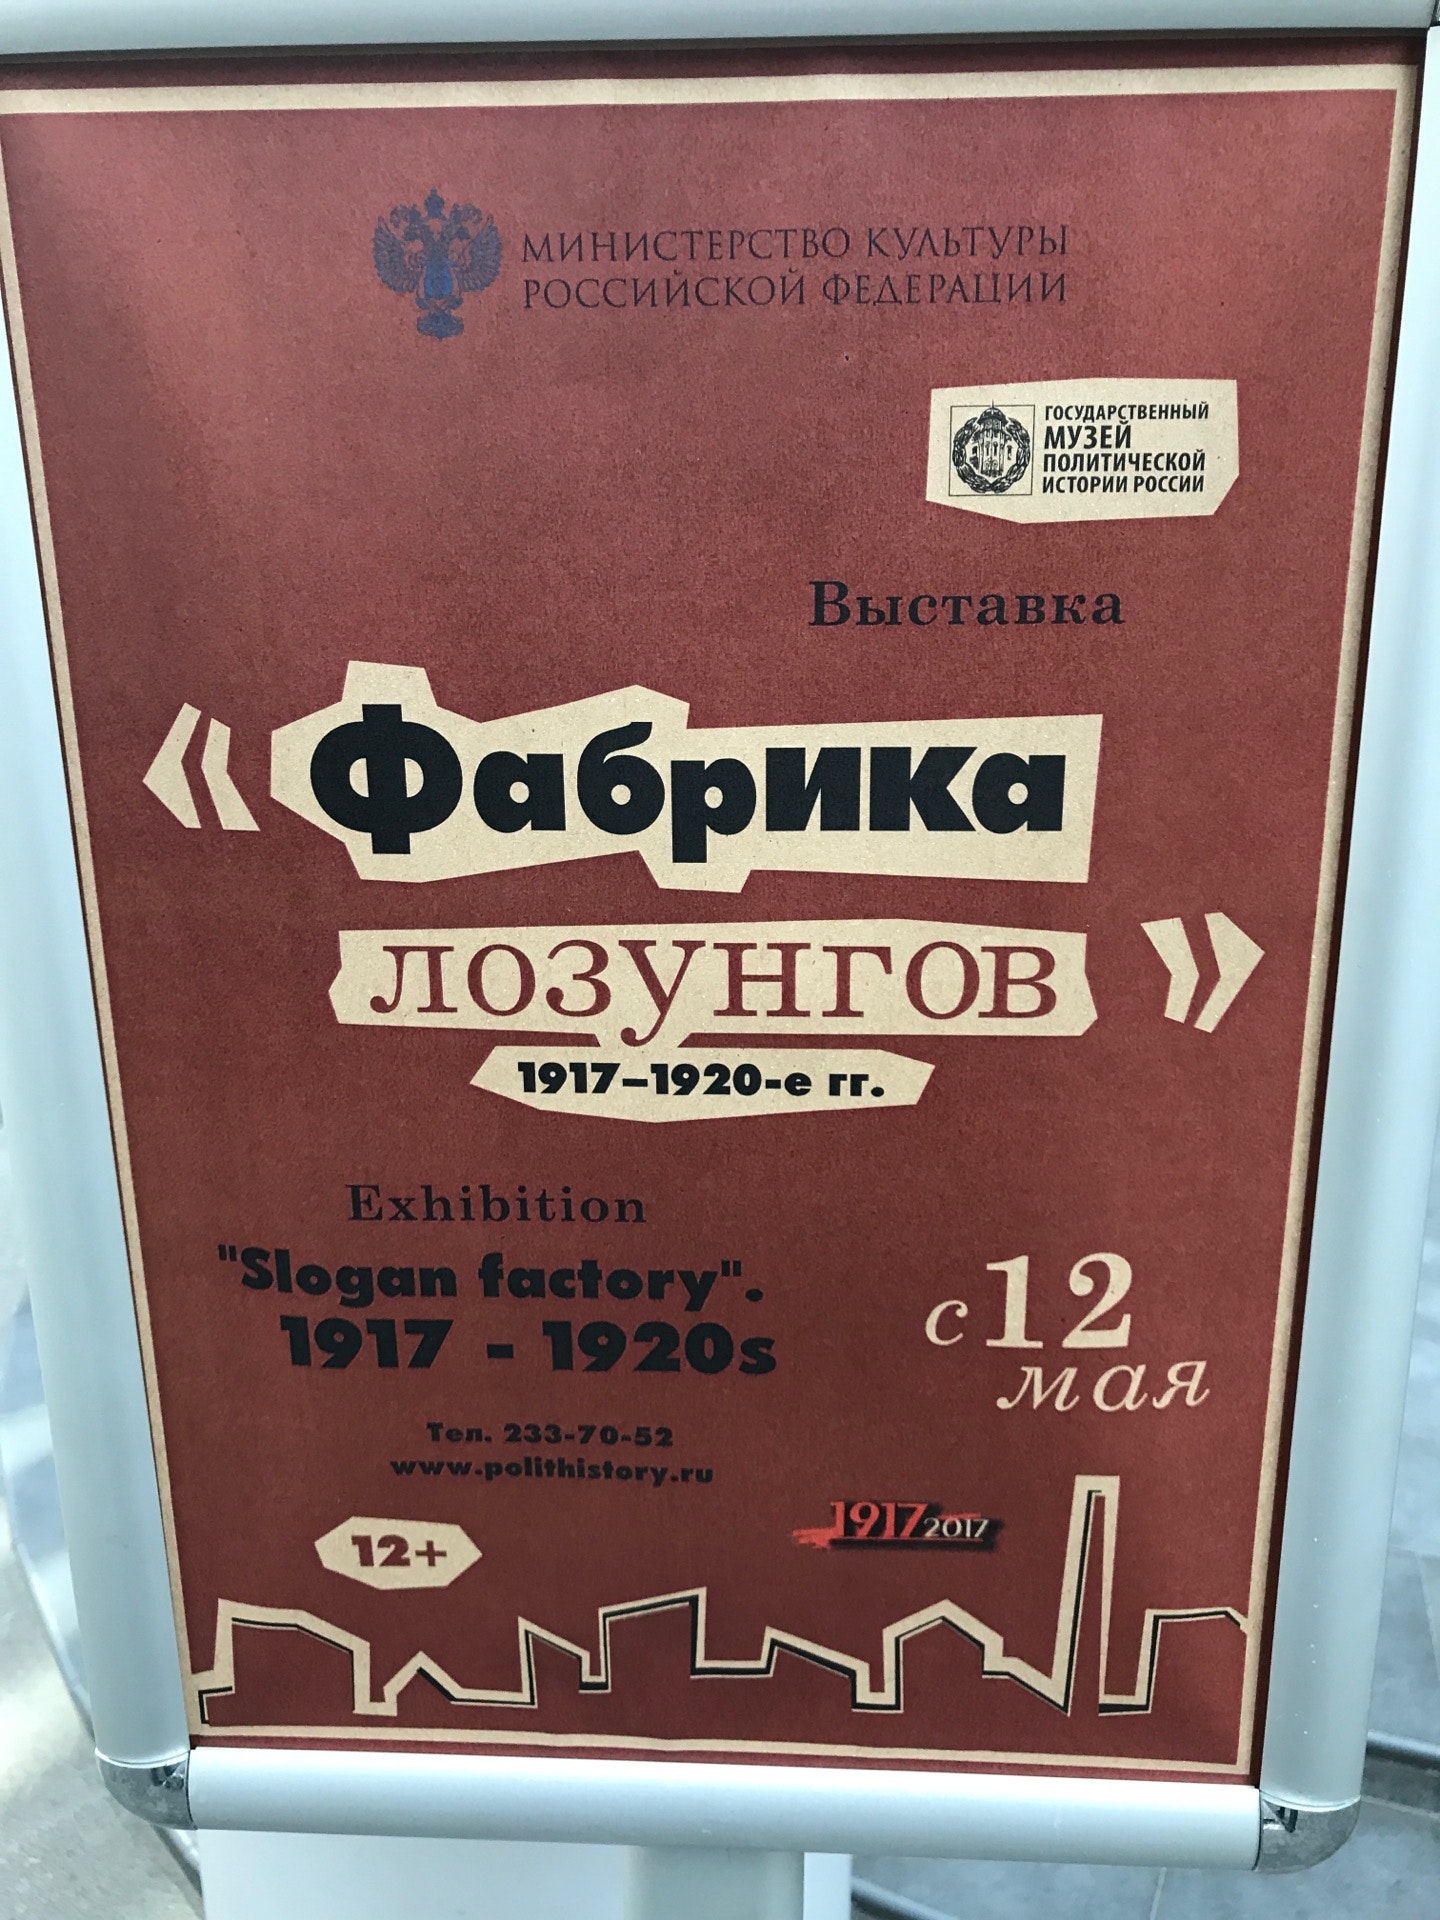 МИНИСТЕРСТВО КУЛЬТУРЫ
РОССИЙСКОЙ ФЕДЕРАЦИИ
ГОСУДАРСТВЕННЫЙ
МУЗЕЙ
ПОЛИТИЧЕСКОЙ
ИСТОРИИ РОССИИ
Выставка
«Фабрика
лозунгов»
1917–1920-е гг.
Exhibition
"Slogan factory".
1917 - 1920s
с 12
мая
Тел. 233-70-52
www.polithistory.ru
1917 2017
12+